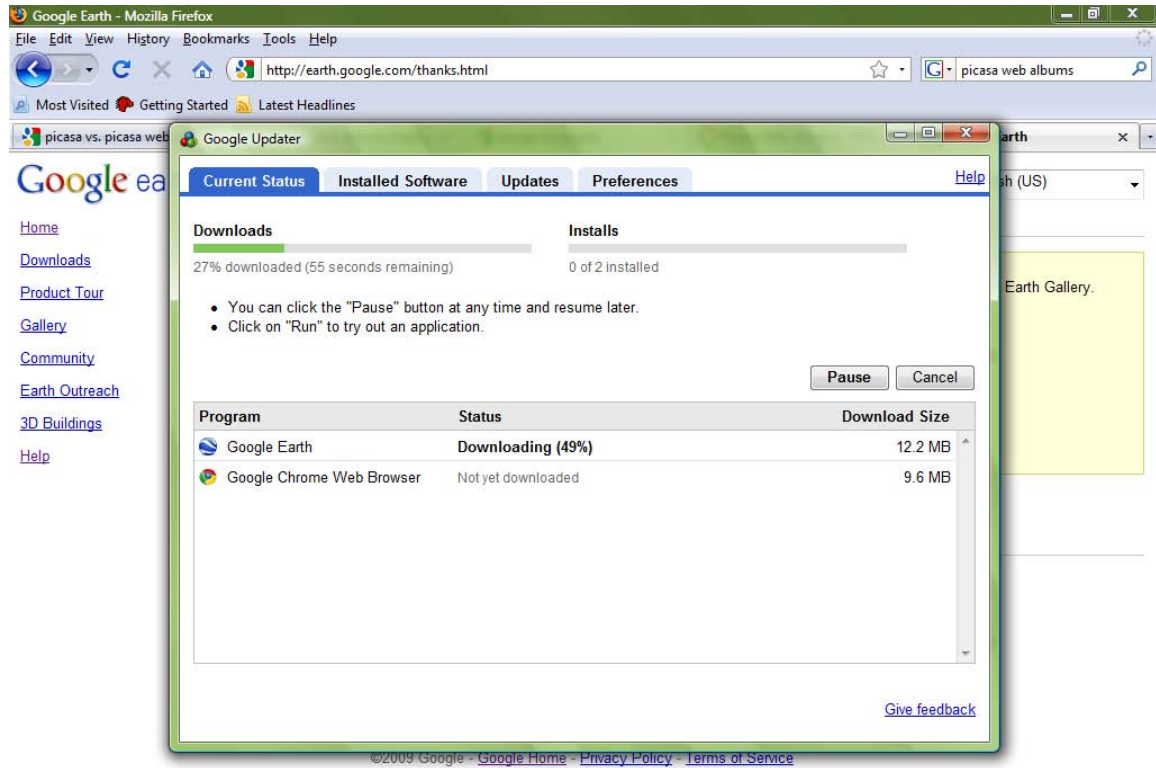 Google Earth - Mozilla Firefox
File Edit View History Bookmarks Tools Help
http://earth.google.com/thanks.html
G picasa web albums
Most Visited Getting Started Latest Headlines
picasa vs. picasa web
Google Updater
arth
Google ea
sh (US)
Current Status Installed Software Updates Preferences Help
Home
Downloads
Product Tour
Gallery
Community
Earth Outreach
3D Buildings
Help
Downloads Installs
27% downloaded (55 seconds remaining) 0 of 2 installed
Earth Gallery.
• You can click the "Pause" button at any time and resume later.
• Click on "Run" to try out an application.
Pause Cancel
Program Status Download Size
Google Earth Downloading (49%) 12.2 MB
Google Chrome Web Browser Not yet downloaded 9.6 MB
Give feedback
©2009 Google - Google Home - Privacy Policy - Terms of Service